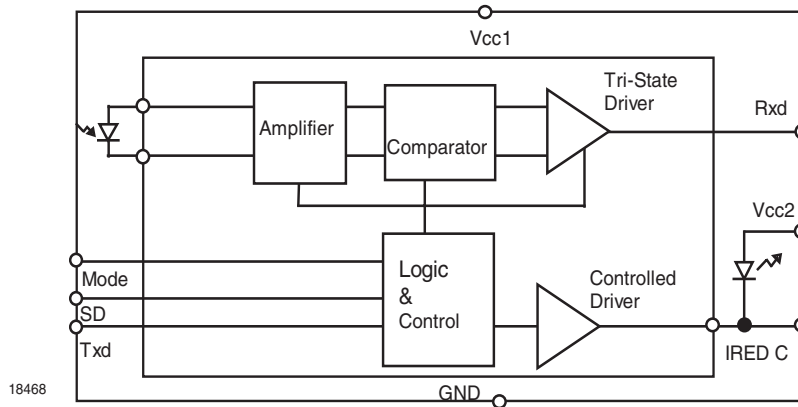 Vcc1
Tri-State
Driver
Rxd
Amplifier
Comparator
Vcc2
Mode
SD
Txd
Logic
&
Control
Controlled
Driver
IRED C
GND
18468